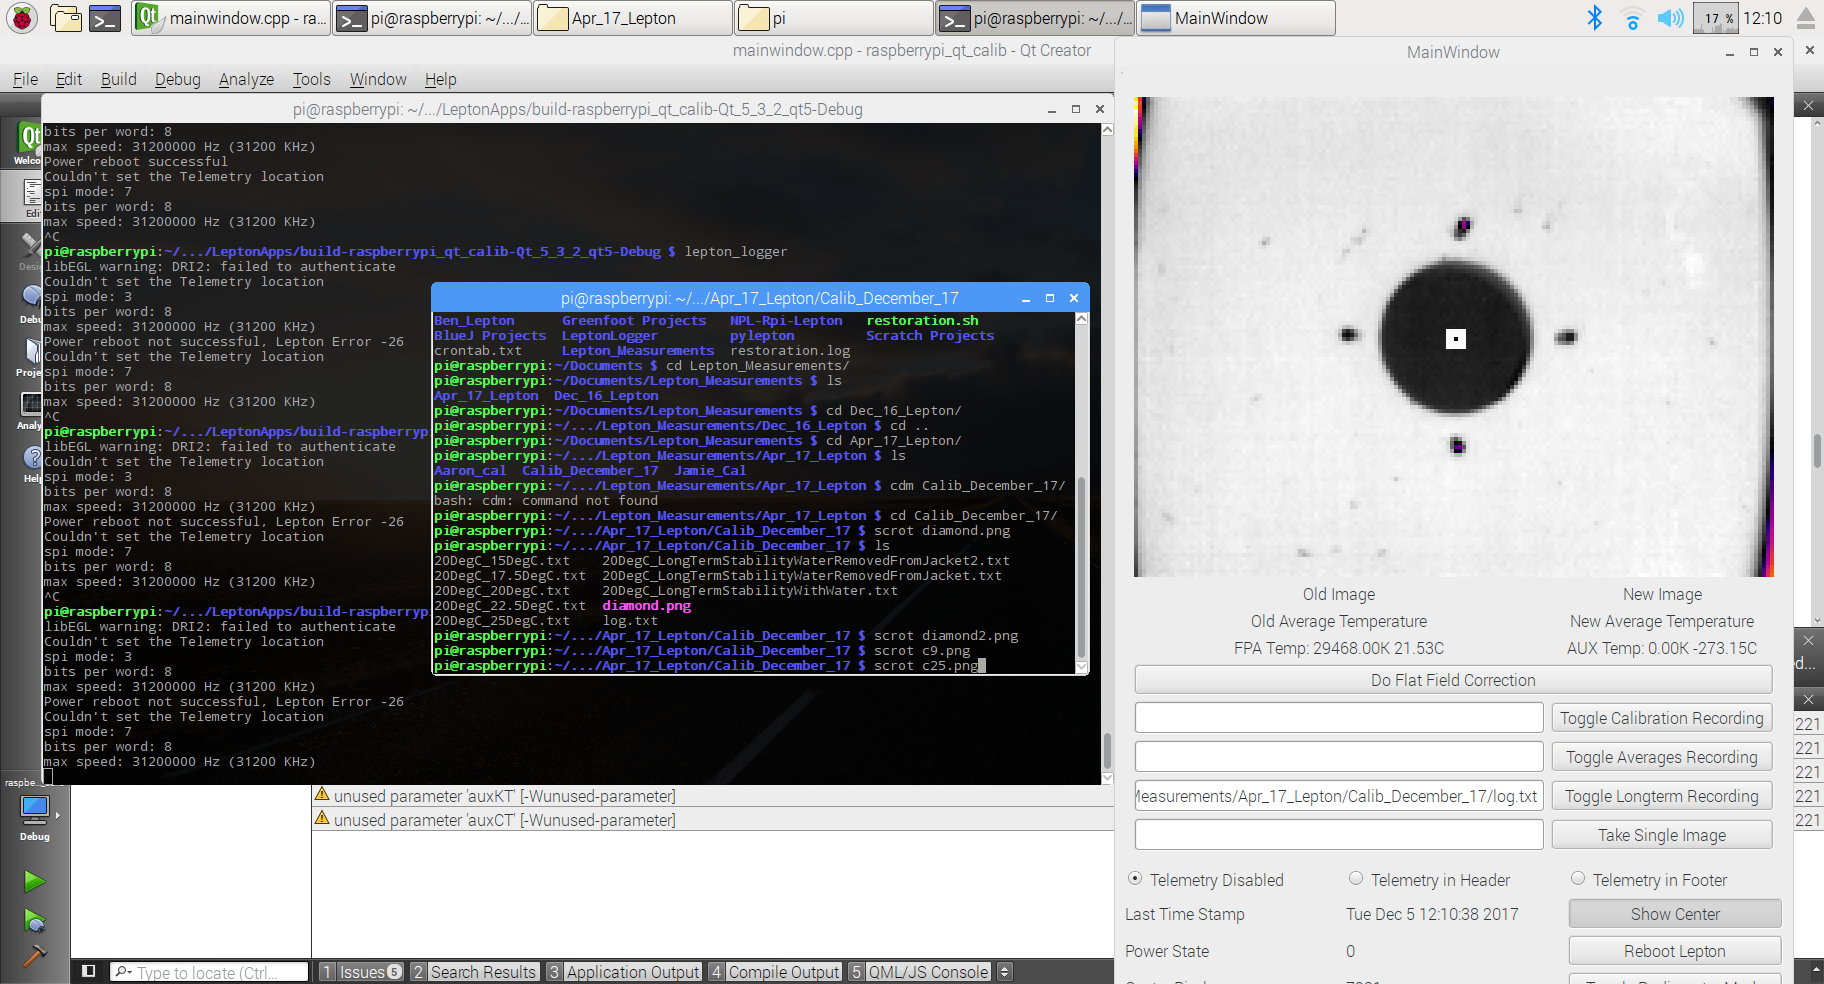 mainwindow.cpp - ra...
pi@raspberrypi: ~/.../...
Apr_17_Lepton
pi
pi@raspberrypi: ~/.../...
MainWindow
17 %
12:10
mainwindow.cpp - raspberrypi_qt_calib - Qt Creator
File Edit Build Debug Analyze Tools Window Help
pi@raspberrypi: ~/.../LeptonApps/build-raspberrypi_qt_calib-Qt_5_3_2_qt5-Debug
bits per word: 8
max speed: 31200000 Hz (31200 KHz)
Power reboot successful
Couldn't set the Telemetry location
spi mode: 7
bits per word: 8
max speed: 31200000 Hz (31200 KHz)
^C
pi@raspberrypi:~/.../LeptonApps/build-raspberrypi_qt_calib-Qt_5_3_2_qt5-Debug $ lepton_logger
libEGL warning: DRI2: failed to authenticate
Couldn't set the Telemetry location
spi mode: 3
bits per word: 8
max speed: 31200000 Hz (31200 KHz)
Power reboot not successful, Lepton Error -26
Couldn't set the Telemetry location
spi mode: 7
bits per word: 8
max speed: 31200000 Hz (31200 KHz)
^C
pi@raspberrypi:~/.../LeptonApps/build-raspberryp
libEGL warning: DRI2: failed to authenticate
Couldn't set the Telemetry location
spi mode: 3
bits per word: 8
max speed: 31200000 Hz (31200 KHz)
Power reboot not successful, Lepton Error -26
Couldn't set the Telemetry location
spi mode: 7
bits per word: 8
max speed: 31200000 Hz (31200 KHz)
^C
pi@raspberrypi:~/.../LeptonApps/build-raspberryp
libEGL warning: DRI2: failed to authenticate
Couldn't set the Telemetry location
spi mode: 3
bits per word: 8
max speed: 31200000 Hz (31200 KHz)
Power reboot not successful, Lepton Error -26
Couldn't set the Telemetry location
spi mode: 7
bits per word: 8
max speed: 31200000 Hz (31200 KHz)
pi@raspberrypi: ~/.../Apr_17_Lepton/Calib_December_17
Ben_Lepton Greenfoot Projects NPL-Rpi-Lepton restoration.sh
BlueJ Projects LeptonLogger pylepton Scratch Projects
crontab.txt Lepton_Measurements restoration.log
pi@raspberrypi:~/Documents $ cd Lepton_Measurements/
pi@raspberrypi:~/Documents/Lepton_Measurements $ ls
Apr_17_Lepton Dec_16_Lepton
pi@raspberrypi:~/Documents/Lepton_Measurements $ cd Dec_16_Lepton/
pi@raspberrypi:~/.../Lepton_Measurements/Dec_16_Lepton $ cd ..
pi@raspberrypi:~/Documents/Lepton_Measurements $ cd Apr_17_Lepton/
pi@raspberrypi:~/.../Lepton_Measurements/Apr_17_Lepton $ ls
Aaron_cal Calib_December_17 Jamie_Cal
pi@raspberrypi:~/.../Lepton_Measurements/Apr_17_Lepton $ cdm Calib_December_17/
bash: cdm: command not found
pi@raspberrypi:~/.../Lepton_Measurements/Apr_17_Lepton $ cd Calib_December_17/
pi@raspberrypi:~/.../Apr_17_Lepton/Calib_December_17 $ scrot diamond.png
pi@raspberrypi:~/.../Apr_17_Lepton/Calib_December_17 $ ls
20DegC_15DegC.txt 20DegC_LongTermStabilityWaterRemovedFromJacket2.txt
20DegC_17.5DegC.txt 20DegC_LongTermStabilityWaterRemovedFromJacket.txt
20DegC_20DegC.txt 20DegC_LongTermStabilityWithWater.txt
20DegC_22.5DegC.txt diamond.png
20DegC_25DegC.txt log.txt
pi@raspberrypi:~/.../Apr_17_Lepton/Calib_December_17 $ scrot diamond2.png
pi@raspberrypi:~/.../Apr_17_Lepton/Calib_December_17 $ scrot c9.png
pi@raspberrypi:~/.../Apr_17_Lepton/Calib_December_17 $ scrot c25.png
raspbe...
Debug
unused parameter 'auxKT' [-Wunused-parameter]
unused parameter 'auxCT' [-Wunused-parameter]
Type to locate (Ctrl...
1 Issues 5 2 Search Results 3 Application Output 4 Compile Output 5 QML/JS Console
MainWindow
Old Image New Image
Old Average Temperature New Average Temperature
FPA Temp: 29468.00K 21.53C AUX Temp: 0.00K -273.15C
Do Flat Field Correction
Toggle Calibration Recording
Toggle Averages Recording
Measurements/Apr_17_Lepton/Calib_December_17/log.txt Toggle Longterm Recording
Take Single Image
Telemetry Disabled Telemetry in Header Telemetry in Footer
Last Time Stamp Tue Dec 5 12:10:38 2017 Show Center
Power State 0 Reboot Lepton
ed...
221
221
221
221
221